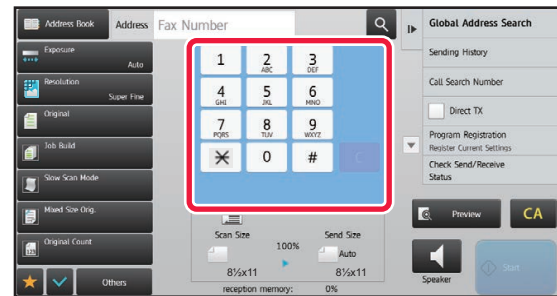 Address Book
Address
Fax Number
Global Address Search
Exposure
Auto
Sending History
Resolution
Super Fine
Call Search Number
Original
Direct TX
Job Build
Program Registration
Register Current Settings
Slow Scan Mode
Check Send/Receive
Status
Mixed Size Orig.
Preview
CA
Original Count
Others
1
2
ABC
3
DEF
4
GHI
5
JKL
6
MNO
7
PQRS
8
TUV
9
WXYZ
0
#
C
Scan Size
100%
Send Size
Auto
8½x11
8½x11
reception memory: 0%
Speaker
Start